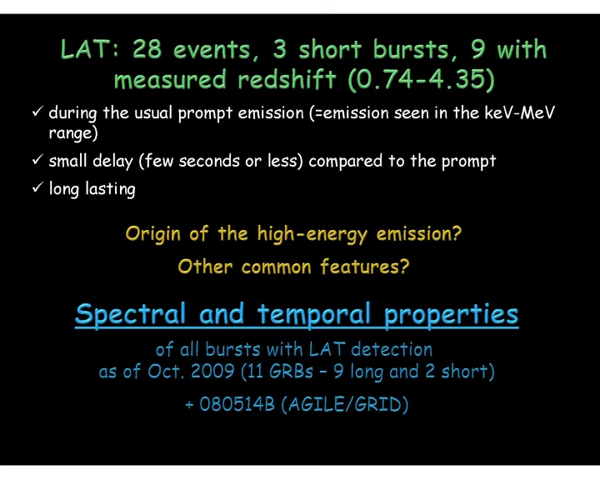 LAT: 28 events, 3 short bursts, 9 with
measured redshift (0.74-4.35)
✓ during the usual prompt emission (=emission seen in the keV-MeV
range)
✓ small delay (few seconds or less) compared to the prompt
✓ long lasting
Origin of the high-energy emission?
Other common features?
Spectral and temporal properties
of all bursts with LAT detection
as of Oct. 2009 (11 GRBs – 9 long and 2 short)
+ 080514B (AGILE/GRID)